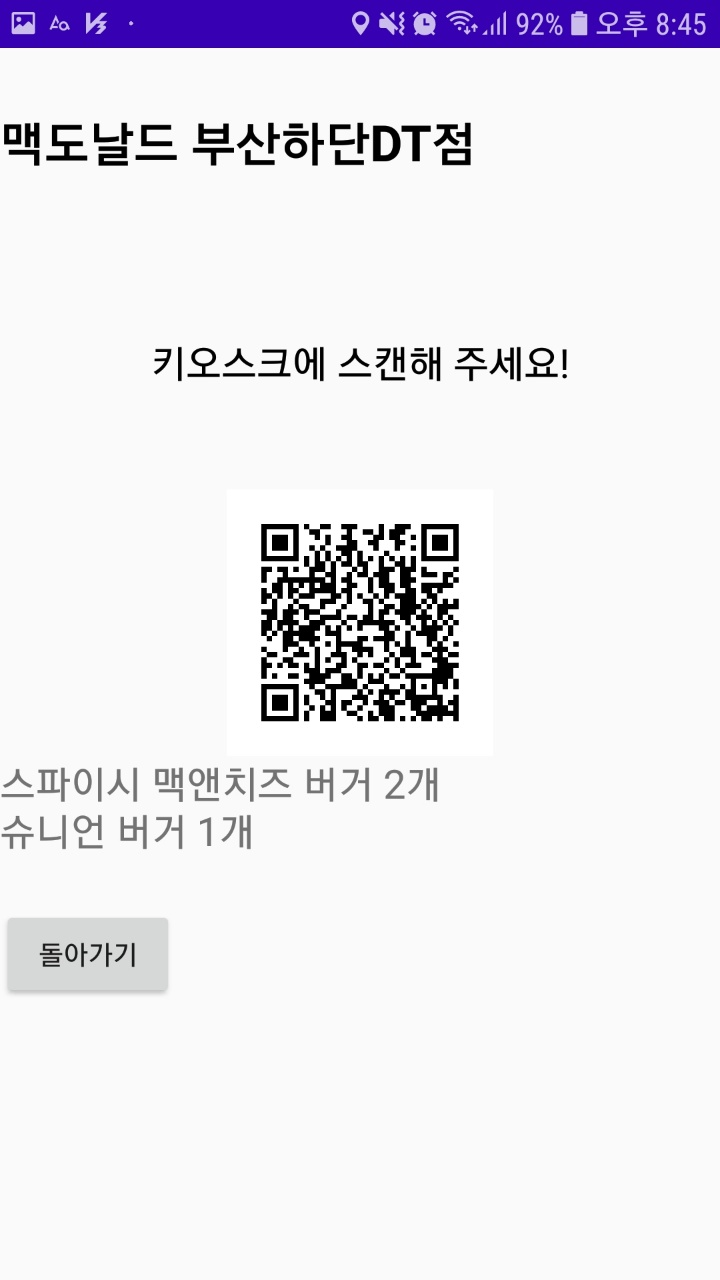 92% 오후 8:45
맥도날드 부산하단DT점
키오스크에 스캔해 주세요!
스파이시 맥앤치즈 버거 2개
슈니언 버거 1개
돌아가기